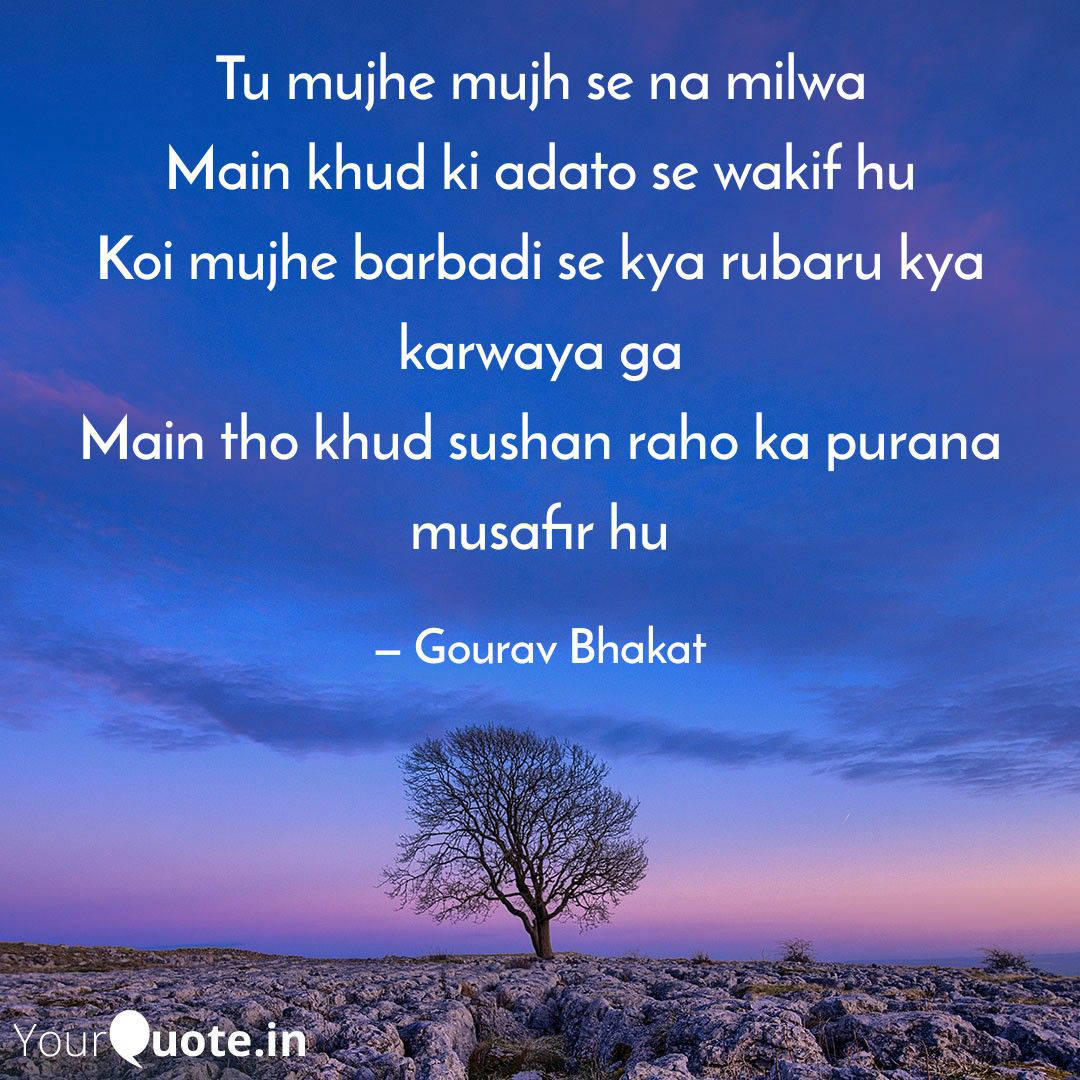 Tu mujhe mujh se na milwa
Main khud ki adato se wakif hu
Koi mujhe barbadi se kya rubaru kya
karwaya ga
Main tho khud sushan raho ka purana
musafir hu
– Gourav Bhakat
YourQuote.in